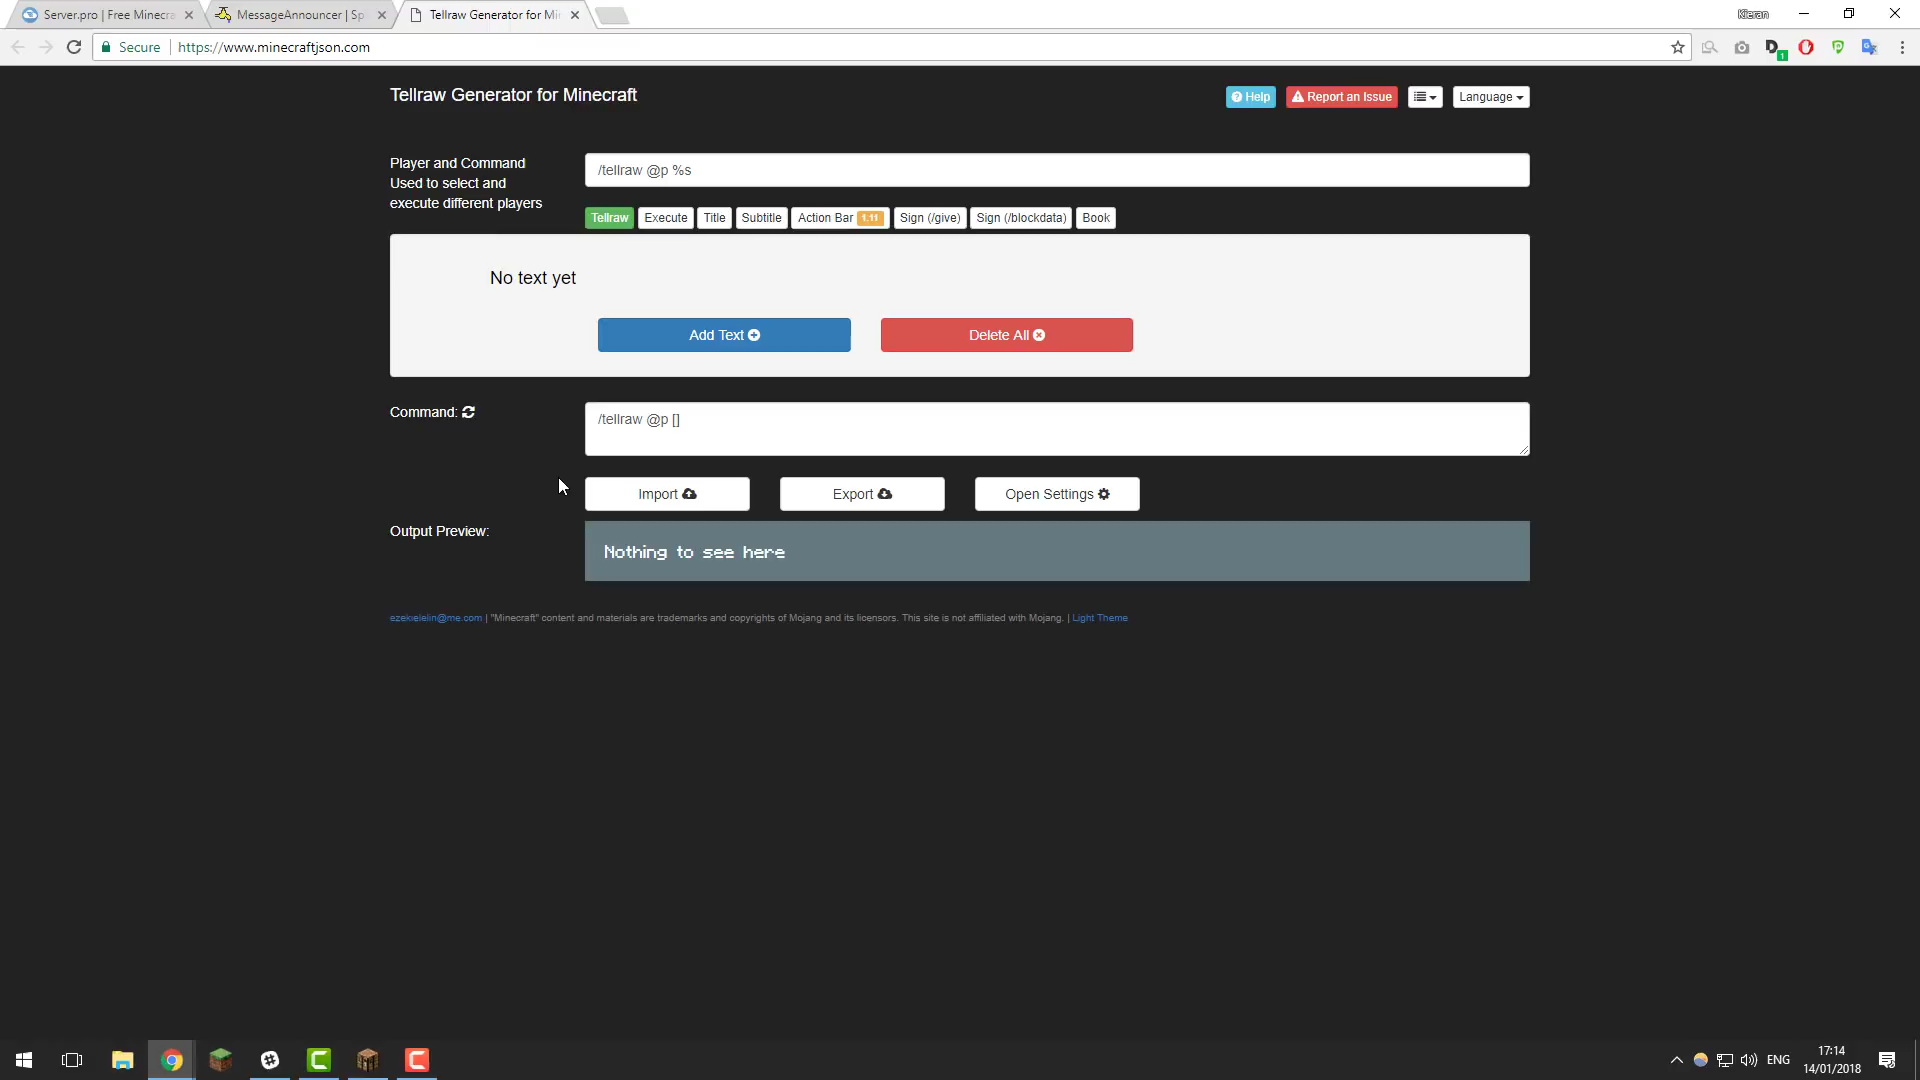 Server.pro | Free Minecra
MessageAnnouncer | Sp
Tellraw Generator for Mi
Kieran
Secure
https://www.minecraftjson.com
1
Tellraw Generator for Minecraft
Help
Report an Issue
Language
Player and Command
Used to select and
execute different players
/tellraw @p %s
Tellraw
Execute
Title
Subtitle
Action Bar 1.11
Sign (/give)
Sign (/blockdata)
Book
No text yet
Add Text
Delete All
Command:
/tellraw @p []
Import
Export
Open Settings
Output Preview:
Nothing to see here
ezekielelin@me.com | "Minecraft" content and materials are trademarks and copyrights of Mojang and its licensors. This site is not affiliated with Mojang. | Light Theme
ENG
17:14
14/01/2018